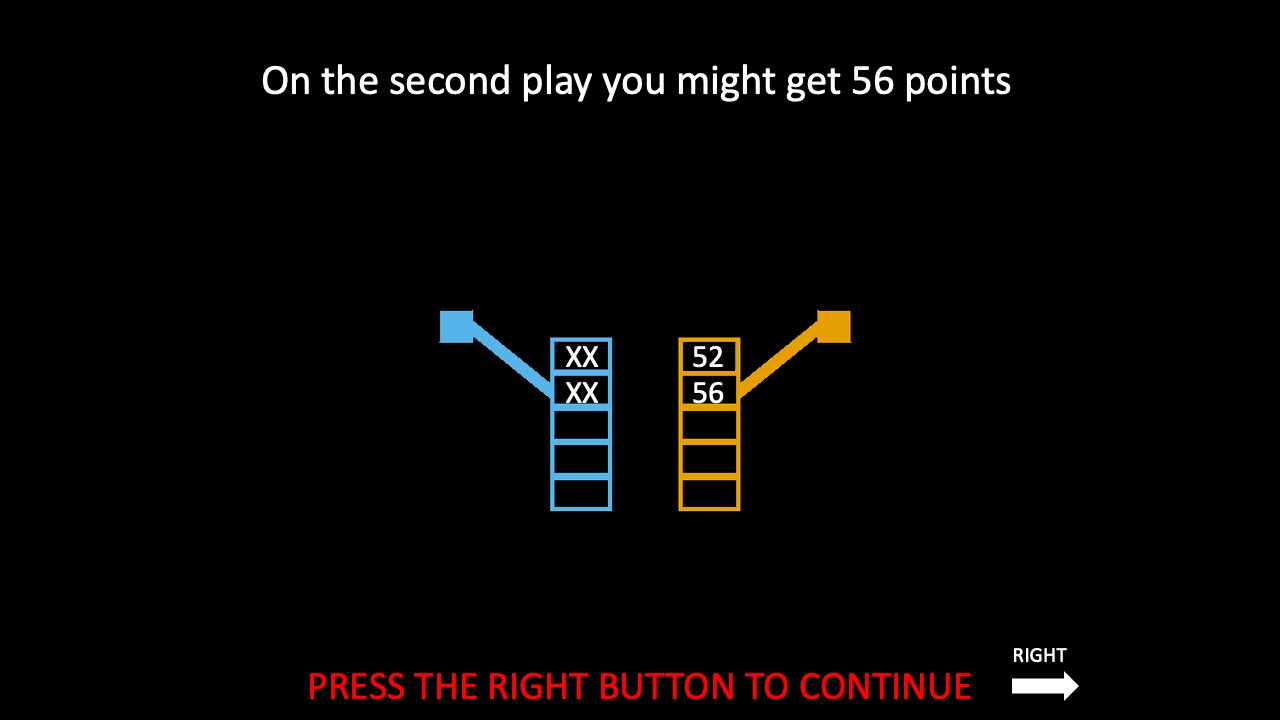 On the second play you might get 56 points
XX 52
XX 56
RIGHT
PRESS THE RIGHT BUTTON TO CONTINUE